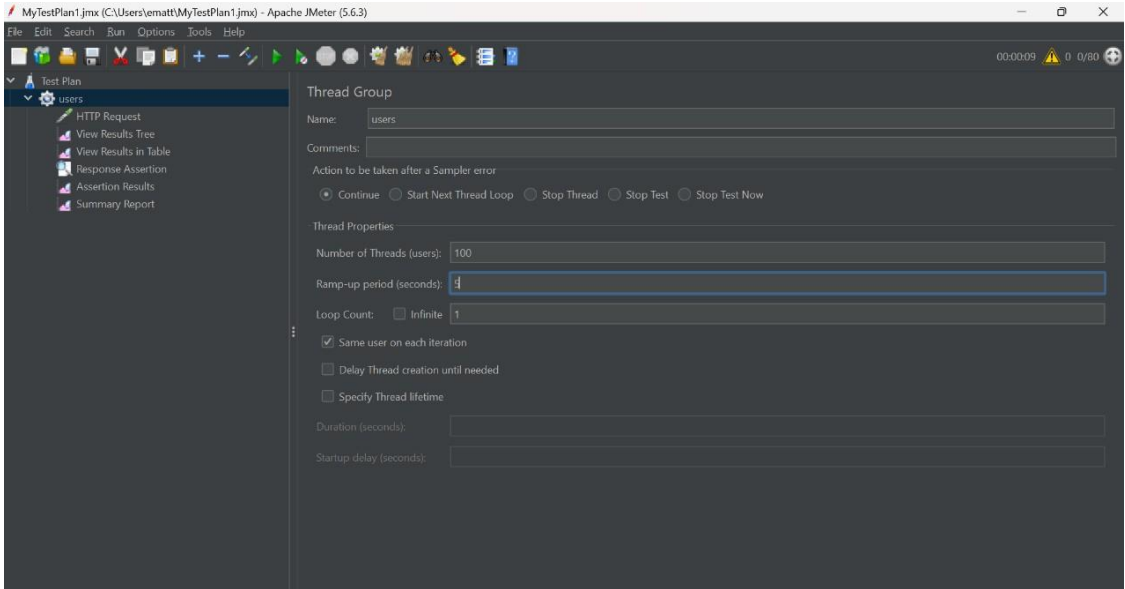 MyTestPlan1.jmx (C:\Users\ematt\MyTestPlan1.jmx) - Apache JMeter (5.6.3)
File Edit Search Run Options Tools Help
00:00:09 0 0/80
Test Plan
users
HTTP Request
View Results Tree
View Results in Table
Response Assertion
Assertion Results
Summary Report
Thread Group
Name: users
Comments:
Action to be taken after a Sampler error
Continue Start Next Thread Loop Stop Thread Stop Test Stop Test Now
Thread Properties
Number of Threads (users): 100
Ramp-up period (seconds): 5
Loop Count: Infinite 1
Same user on each iteration
Delay Thread creation until needed
Specify Thread lifetime
Duration (seconds):
Startup delay (seconds):